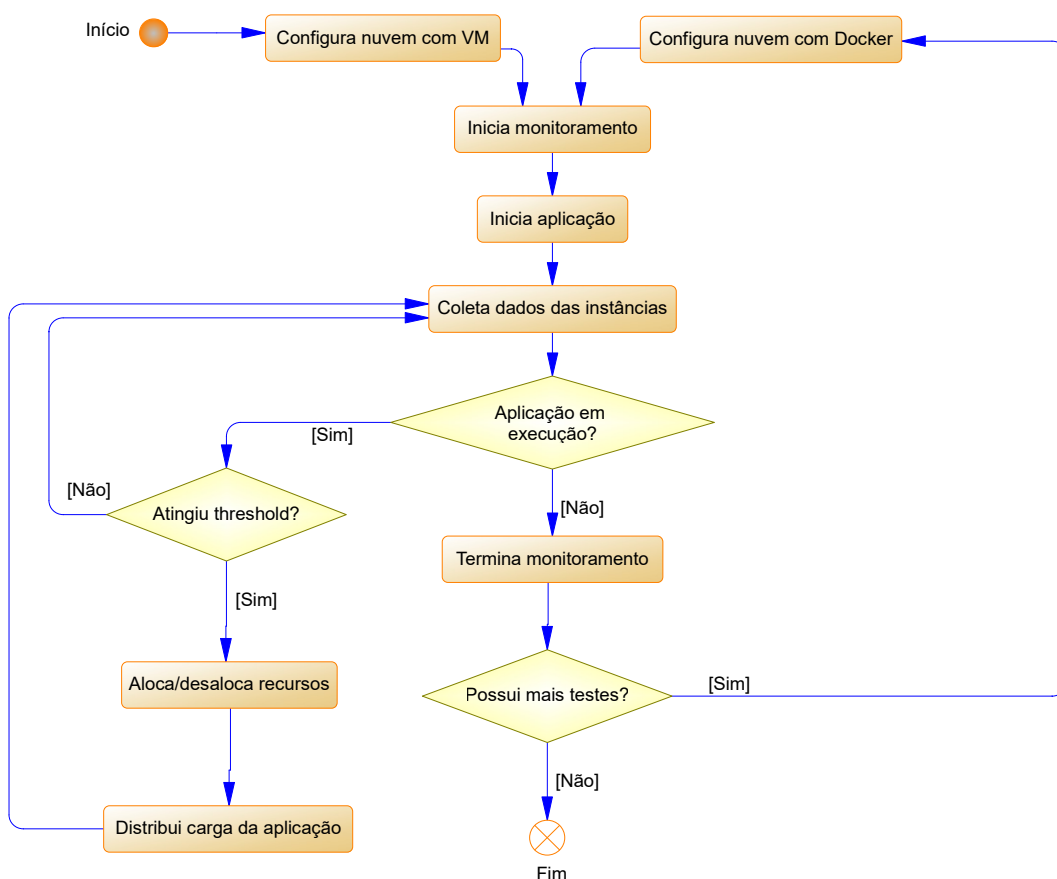 Início
Configura nuvem com VM
Configura nuvem com Docker
Inicia monitoramento
Inicia aplicação
Coleta dados das instâncias
Aplicação em
execução?
[Sim]
[Não]
Atingiu threshold?
[Não]
Termina monitoramento
[Sim]
Aloca/desaloca recursos
Possui mais testes?
[Sim]
[Não]
Distribui carga da aplicação
Fim